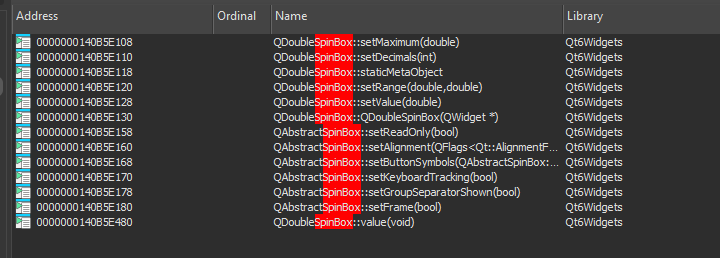 Address Ordinal Name Library
0000000140B5E108 QDoubleSpinBox::setMaximum(double) Qt6Widgets
0000000140B5E110 QDoubleSpinBox::setDecimals(int) Qt6Widgets
0000000140B5E118 QDoubleSpinBox::staticMetaObject Qt6Widgets
0000000140B5E120 QDoubleSpinBox::setRange(double,double) Qt6Widgets
0000000140B5E128 QDoubleSpinBox::setValue(double) Qt6Widgets
0000000140B5E130 QDoubleSpinBox::QDoubleSpinBox(QWidget *) Qt6Widgets
0000000140B5E158 QAbstractSpinBox::setReadOnly(bool) Qt6Widgets
0000000140B5E160 QAbstractSpinBox::setAlignment(QFlags<Qt::AlignmentF... Qt6Widgets
0000000140B5E168 QAbstractSpinBox::setButtonSymbols(QAbstractSpinBox:... Qt6Widgets
0000000140B5E170 QAbstractSpinBox::setKeyboardTracking(bool) Qt6Widgets
0000000140B5E178 QAbstractSpinBox::setGroupSeparatorShown(bool) Qt6Widgets
0000000140B5E180 QAbstractSpinBox::setFrame(bool) Qt6Widgets
0000000140B5E480 QDoubleSpinBox::value(void) Qt6Widgets